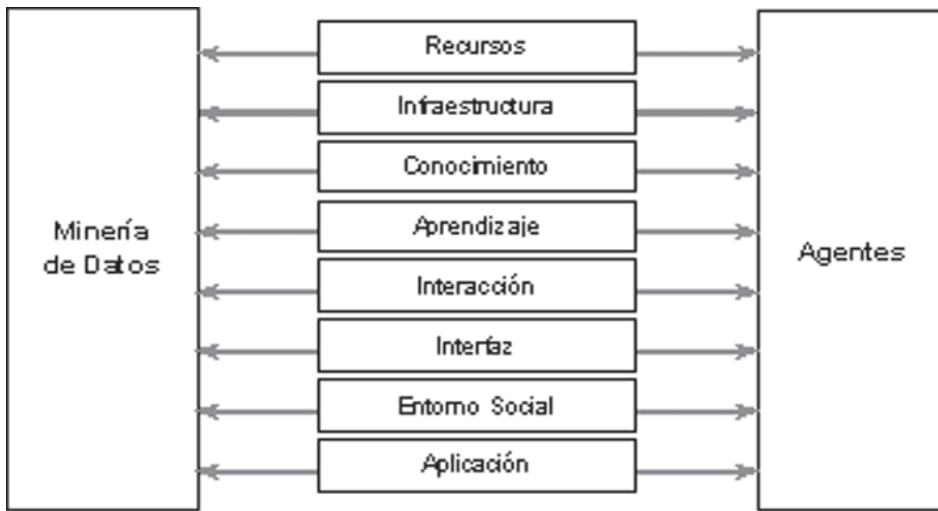 Recursos
Infraestructura
Conocimiento
Aprendizaje
Interacción
Interfaz
Entorno Social
Aplicación
Minería
de Datos
Agentes